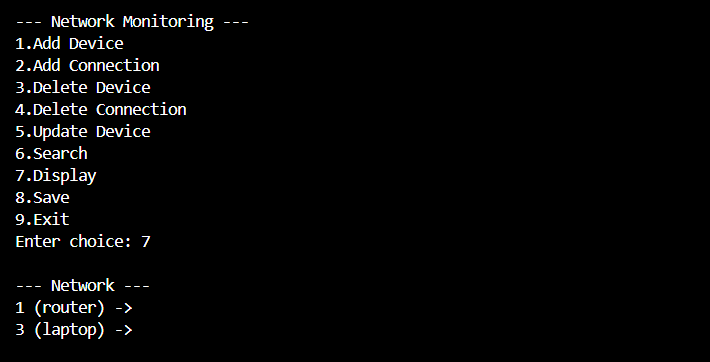 --- Network Monitoring ---
1.Add Device
2.Add Connection
3.Delete Device
4.Delete Connection
5.Update Device
6.Search
7.Display
8.Save
9.Exit
Enter choice: 7
--- Network ---
1 (router) ->
3 (laptop) ->